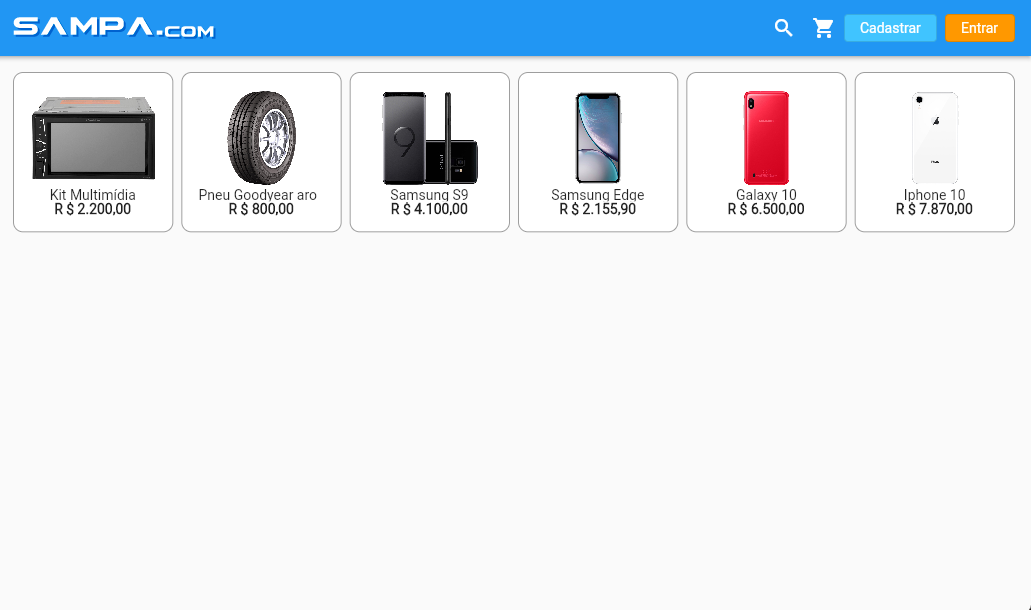 SAMPA.COM
Cadastrar
Entrar
Kit Multimídia
R $ 2.200,00
Pneu Goodyear aro
R $ 800,00
9
Samsung S9
R $ 4.100,00
Samsung Edge
R $ 2.155,90
Galaxy 10
R $ 6.500,00
Iphone 10
R $ 7.870,00